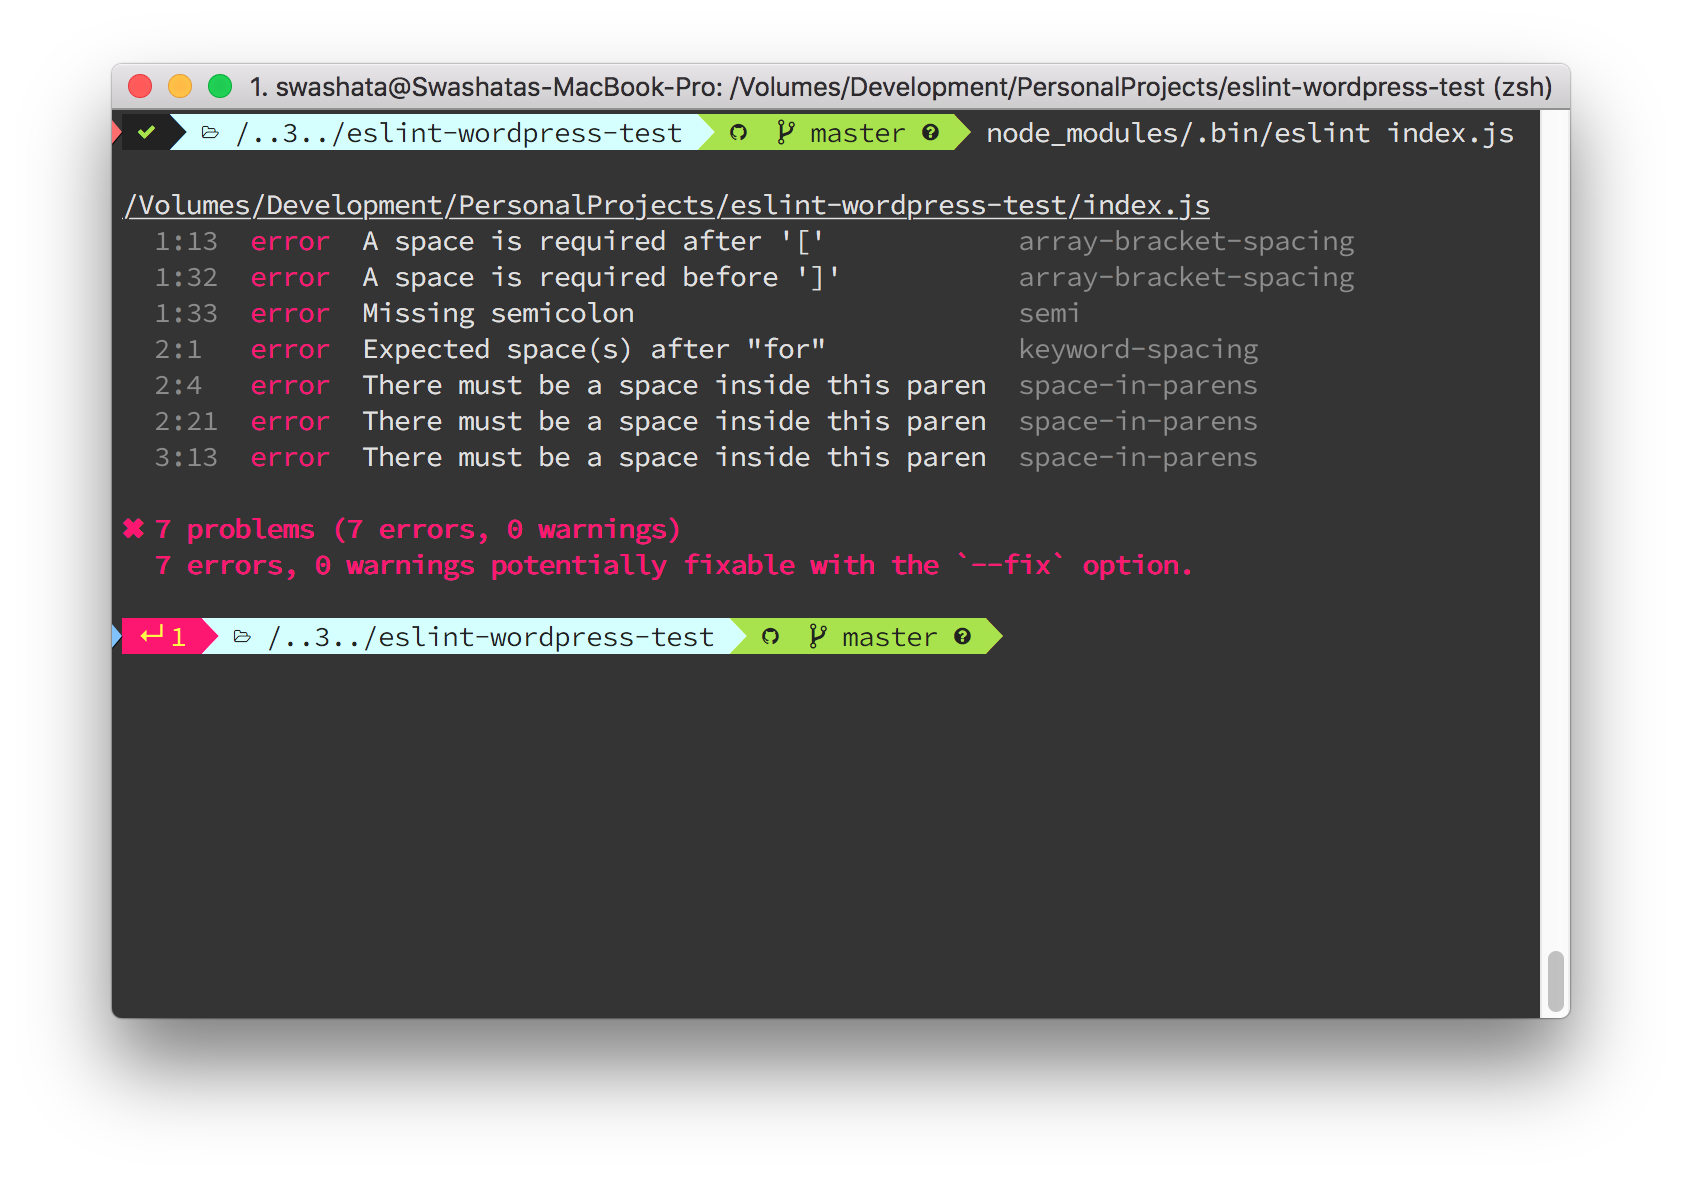 1. swashata@Swashatas-MacBook-Pro: /Volumes/Development/PersonalProjects/eslint-wordpress-test (zsh)
/..3../eslint-wordpress-test master node_modules/.bin/eslint index.js
/Volumes/Development/PersonalProjects/eslint-wordpress-test/index.js
1:13 error A space is required after '[' array-bracket-spacing
1:32 error A space is required before ']' array-bracket-spacing
1:33 error Missing semicolon semi
2:1 error Expected space(s) after "for" keyword-spacing
2:4 error There must be a space inside this paren space-in-parens
2:21 error There must be a space inside this paren space-in-parens
3:13 error There must be a space inside this paren space-in-parens
✖ 7 problems (7 errors, 0 warnings)
7 errors, 0 warnings potentially fixable with the `--fix` option.
↵ 1 /..3../eslint-wordpress-test master